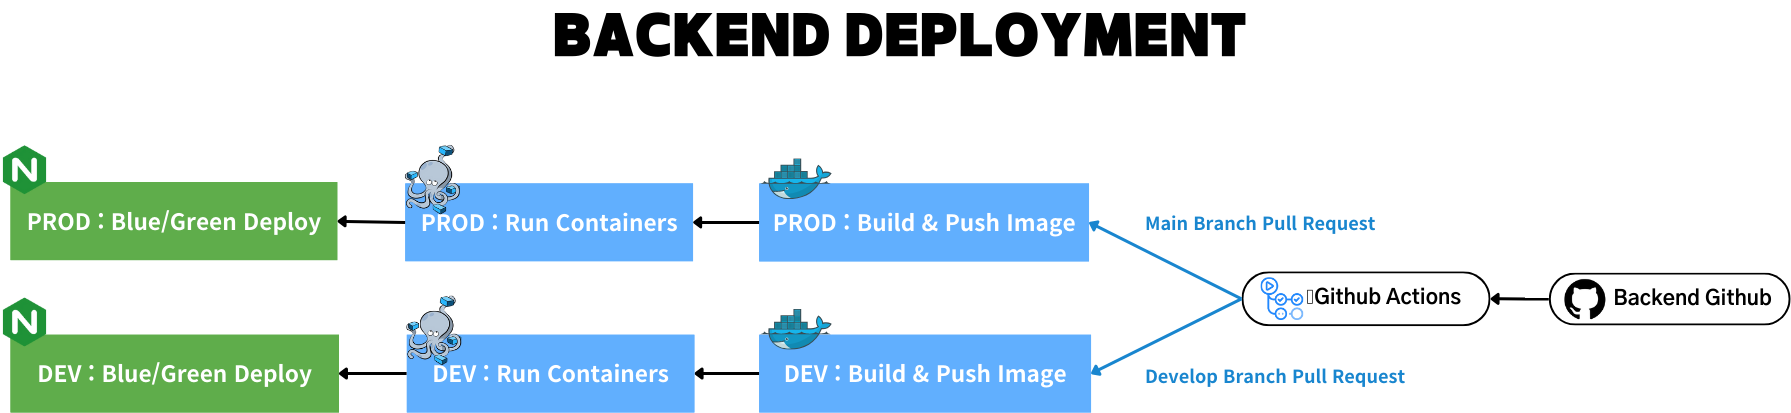 BACKEND DEPLOYMENT
PROD : Blue/Green Deploy
PROD : Run Containers
PROD : Build & Push Image
Main Branch Pull Request
Github Actions
Backend Github
DEV : Blue/Green Deploy
DEV : Run Containers
DEV : Build & Push Image
Develop Branch Pull Request